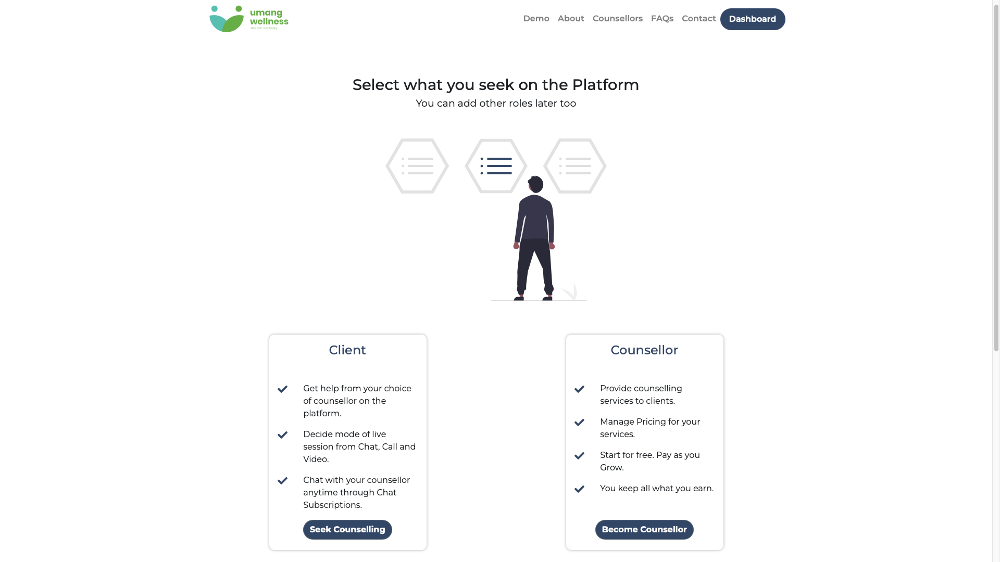 umang
wellness
stay well, stay happy
Demo About Counsellors FAQs Contact Dashboard
Select what you seek on the Platform
You can add other roles later too
Client
Get help from your choice
of counsellor on the
platform.
Decide mode of live
session from Chat, Call and
Video.
Chat with your counsellor
anytime through Chat
Subscriptions.
Seek Counselling
Counsellor
Provide counselling
services to clients.
Manage Pricing for your
services.
Start for free. Pay as you
Grow.
You keep all what you earn.
Become Counsellor